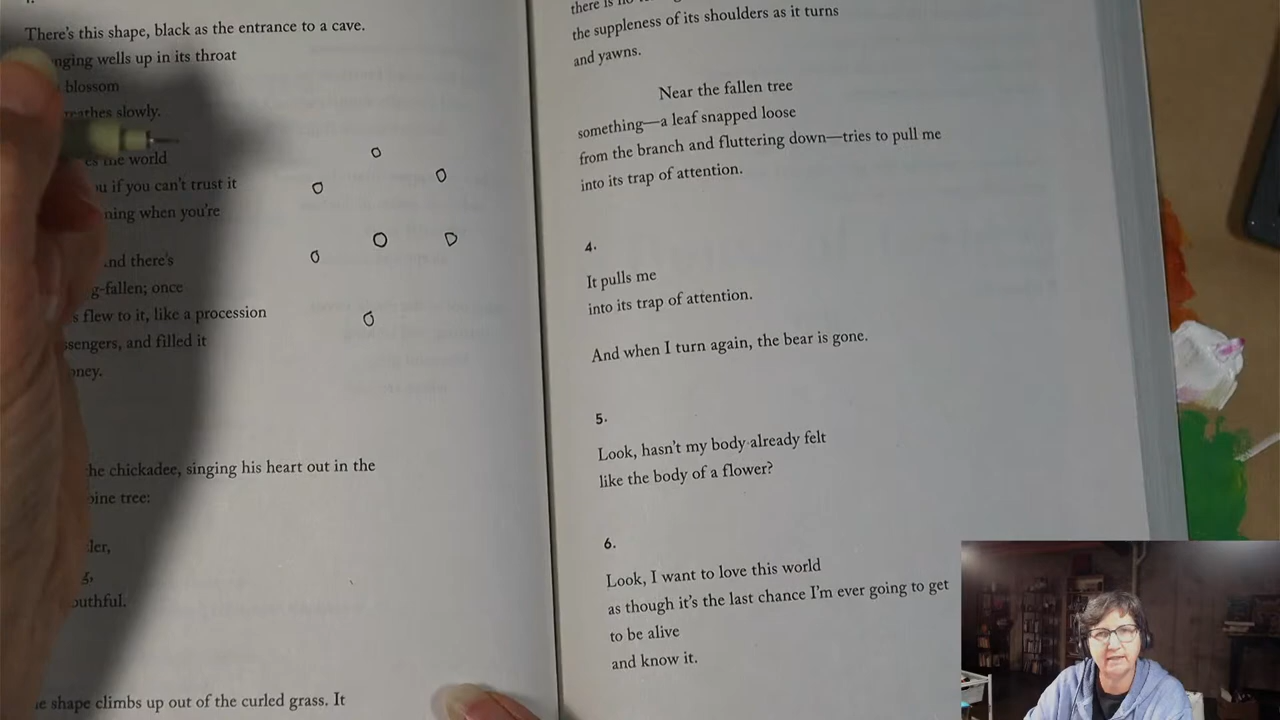 There's this shape, black as the entrance to a cave.
wells up in its throat
blossom
slowly.
world
if you can't trust it
when you're
there's
once
flew to it, like a procession
and filled it
chickadee, singing his heart out in the
tree:
shape climbs up out of the curled grass. It
there is no
the suppleness of its shoulders as it turns
and yawns.
Near the fallen tree
something—a leaf snapped loose
from the branch and fluttering down—tries to pull me
into its trap of attention.
4.
It pulls me
into its trap of attention.
And when I turn again, the bear is gone.
5.
Look, hasn't my body already felt
like the body of a flower?
6.
Look, I want to love this world
as though it's the last chance I'm ever going to get
to be alive
and know it.